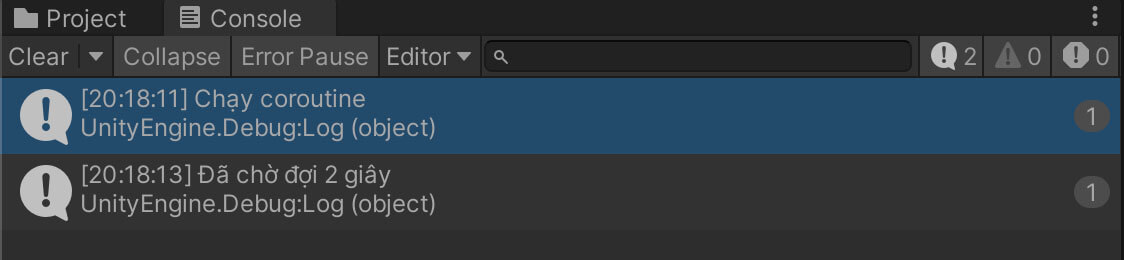 Project Console
Clear Collapse Error Pause Editor 2 0 0
[20:18:11] Chạy coroutine
UnityEngine.Debug:Log (object)
1
[20:18:13] Đã chờ đợi 2 giây
UnityEngine.Debug:Log (object)
1